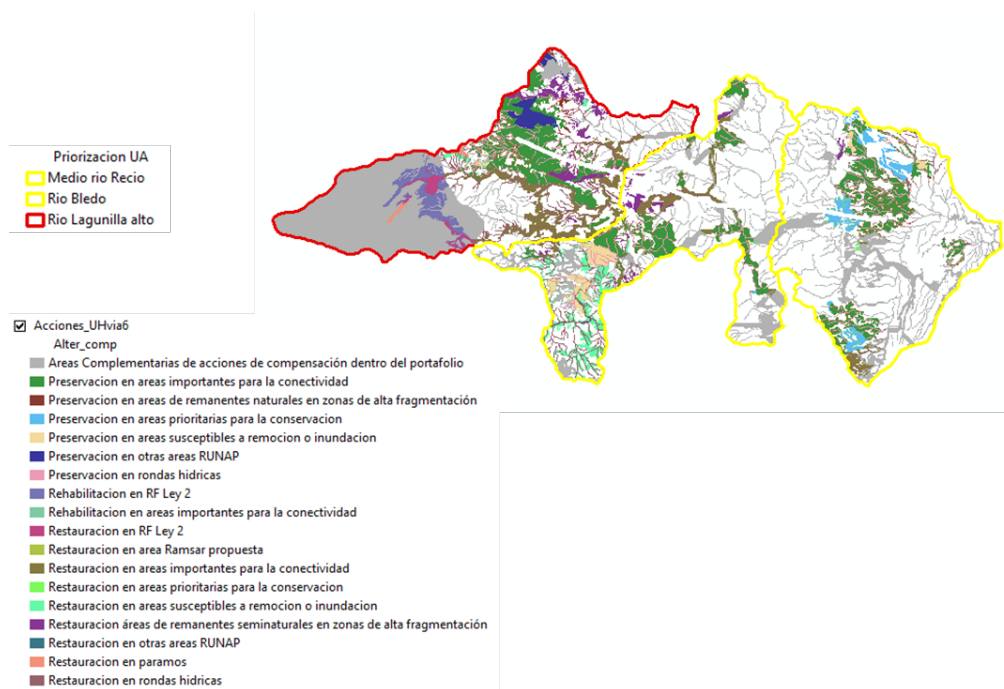 Priorizacion UA
Medio rio Recio
Rio Bledo
Rio Lagunilla alto
Acciones_UHvia6
Alter_comp
Areas Complementarias de acciones de compensación dentro del portafolio
Preservacion en areas importantes para la conectividad
Preservacion en areas de remanentes naturales en zonas de alta fragmentación
Preservacion en areas prioritarias para la conservacion
Preservacion en areas susceptibles a remocion o inundacion
Preservacion en otras areas RUNAP
Preservacion en rondas hidricas
Rehabilitacion en RF Ley 2
Rehabilitacion en areas importantes para la conectividad
Restauracion en RF Ley 2
Restauracion en area Ramsar propuesta
Restauracion en areas importantes para la conectividad
Restauracion en areas prioritarias para la conservacion
Restauracion en areas susceptibles a remocion o inundacion
Restauracion áreas de remanentes seminaturales en zonas de alta fragmentación
Restauracion en otras areas RUNAP
Restauracion en paramos
Restauracion en rondas hidricas